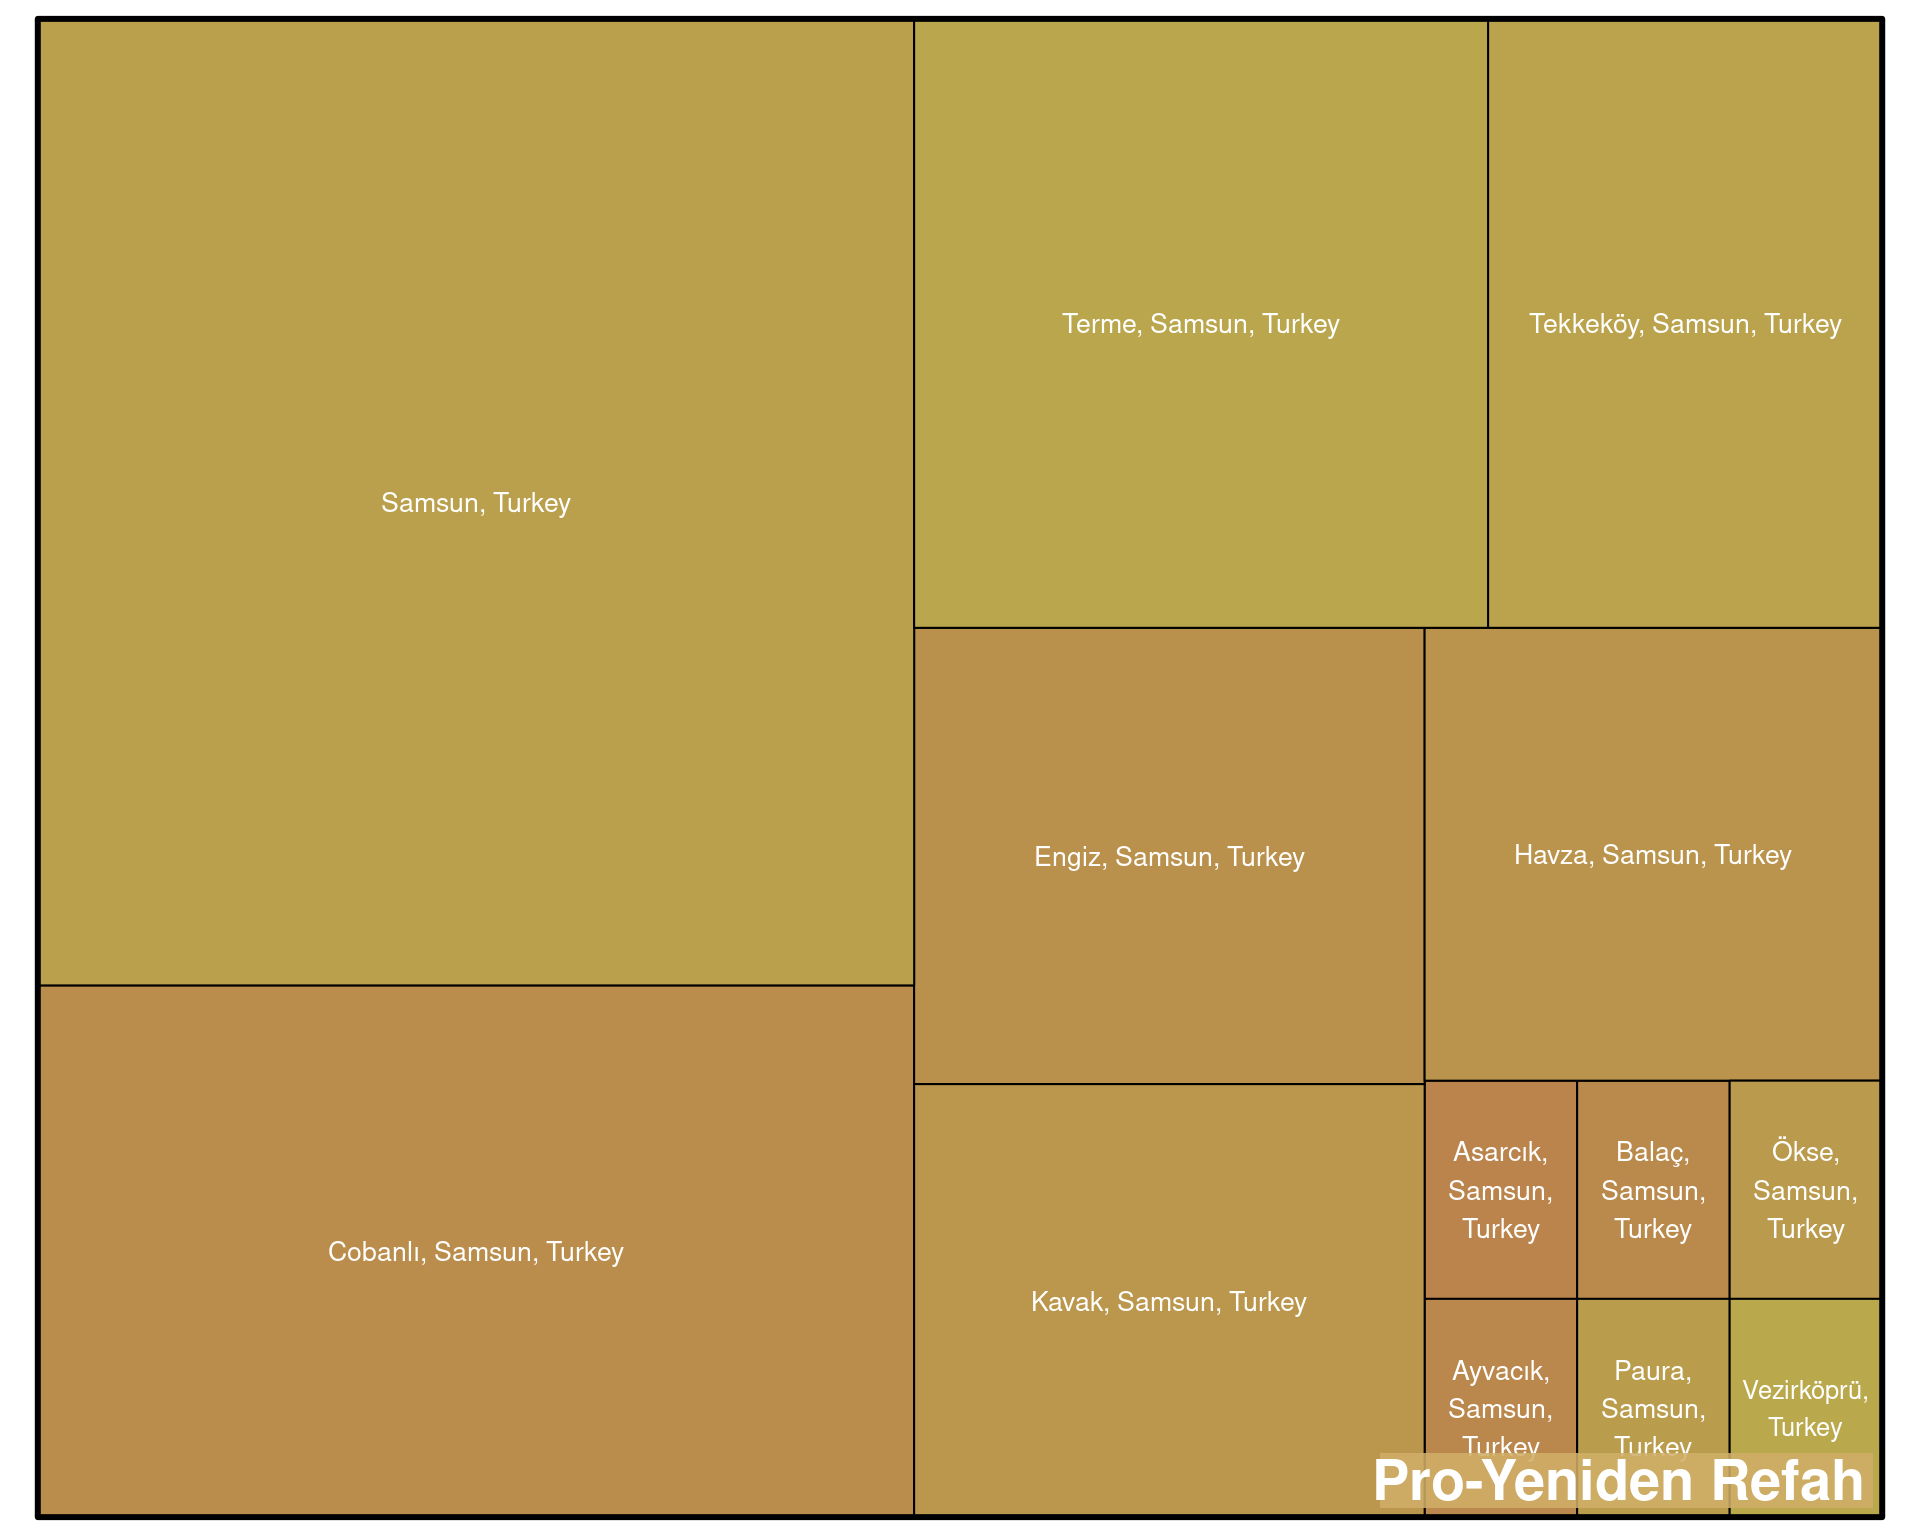 Samsun, Turkey
Terme, Samsun, Turkey
Tekkeköy, Samsun, Turkey
Engiz, Samsun, Turkey
Havza, Samsun, Turkey
Cobanlı, Samsun, Turkey
Kavak, Samsun, Turkey
Asarcık,
Samsun,
Turkey
Balaç,
Samsun,
Turkey
Ökse,
Samsun,
Turkey
Ayvacık,
Samsun,
Turkey
Paura,
Samsun,
Turkey
Vezirköprü,
Turkey
Pro-Yeniden Refah